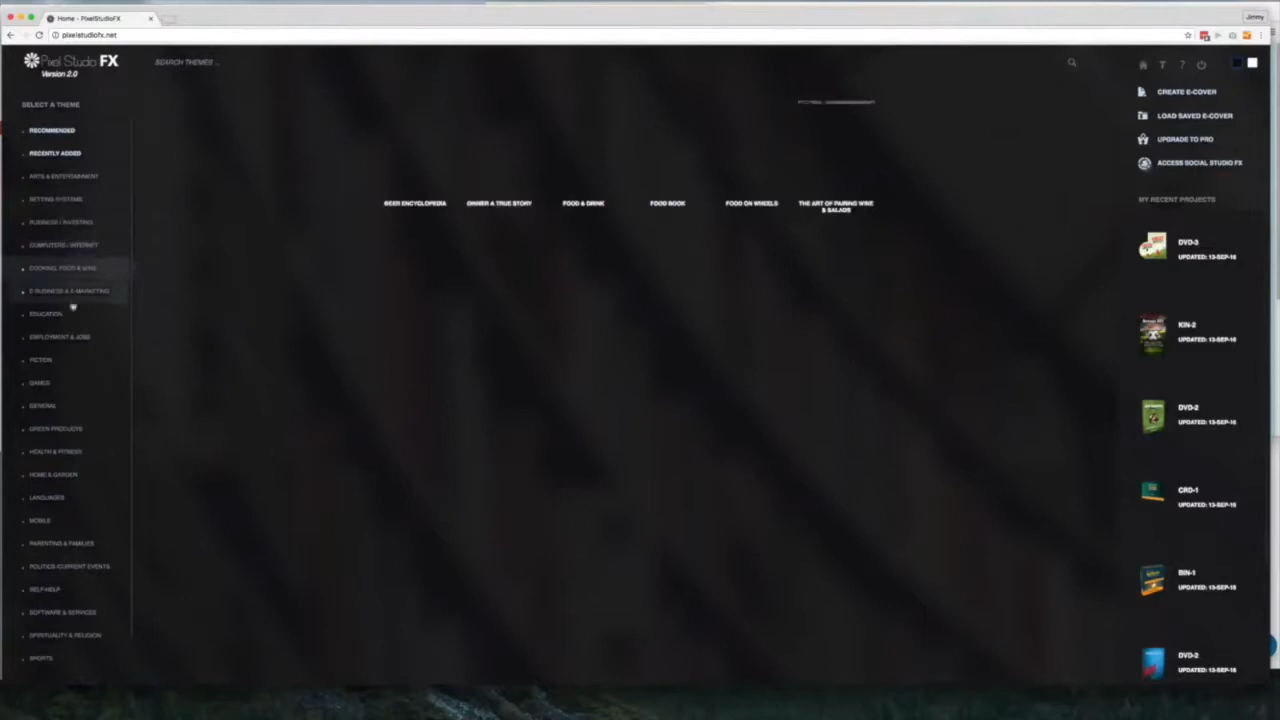 Home - PixelStudioFX
Jimmy
pixelstudiofx.net
Pixel Studio FX
Version 2.0
SEARCH THEMES ...
SELECT A THEME
RECOMMENDED
RECENTLY ADDED
ARTS & ENTERTAINMENT
BETTING SYSTEMS
BUSINESS / INVESTING
COMPUTERS / INTERNET
COOKING, FOOD & WINE
E-BUSINESS & E-MARKETING
EDUCATION
EMPLOYMENT & JOBS
FICTION
GAMES
GENERAL
GREEN PRODUCTS
HEALTH & FITNESS
HOME & GARDEN
LANGUAGES
MOBILE
PARENTING & FAMILIES
POLITICS /CURRENT EVENTS
SELF-HELP
SOFTWARE & SERVICES
SPIRITUALITY & RELIGION
SPORTS
BEER ENCYCLOPEDIA
DINNER A TRUE STORY
FOOD & DRINK
FOOD BOOK
FOOD ON WHEELS
THE ART OF PAIRING WINE
& SALADS
CREATE E-COVER
LOAD SAVED E-COVER
UPGRADE TO PRO
ACCESS SOCIAL STUDIO FX
MY RECENT PROJECTS
DVD-3
UPDATED: 13-SEP-16
KIN-2
UPDATED: 13-SEP-16
DVD-2
UPDATED: 13-SEP-16
CRD-1
UPDATED: 13-SEP-16
BIN-1
UPDATED: 13-SEP-16
DVD-2
UPDATED: 13-SEP-16